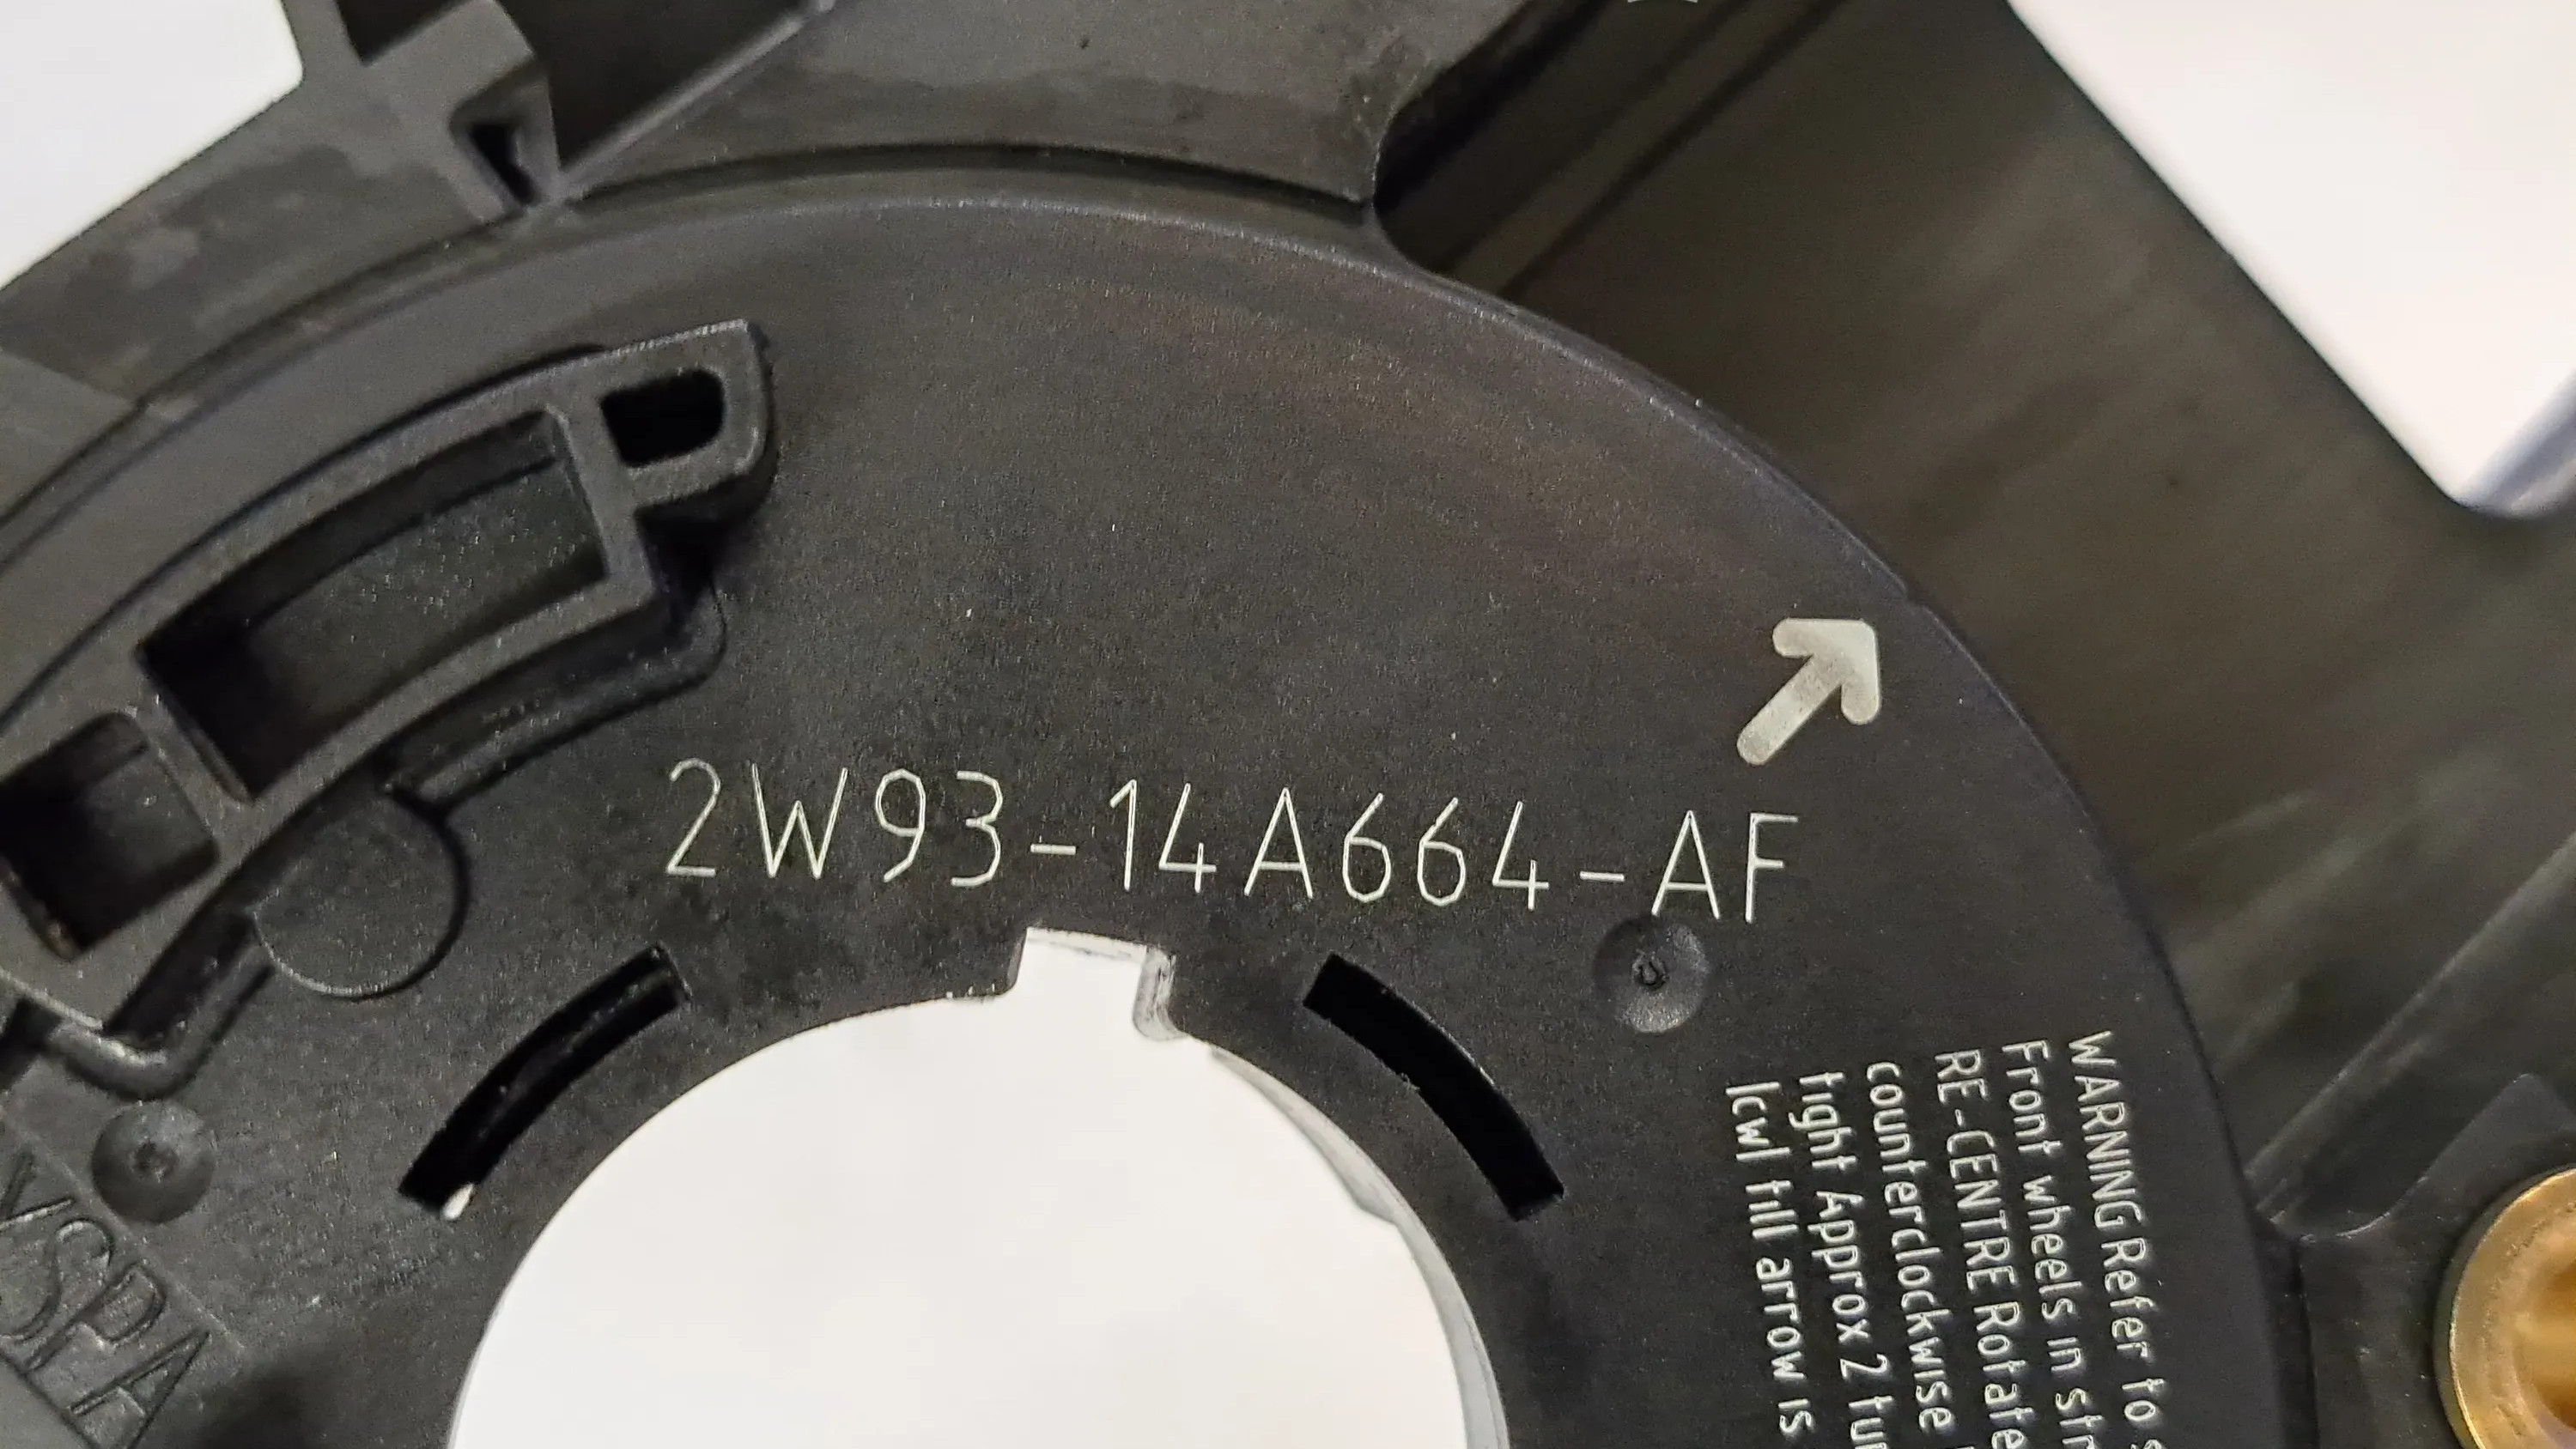 2W93-14A664-AF
WARNING Refer to
Front wheels in
RE-CENTRE Rotate
counterclockwise
tight Approx 2
(cw) till arrow is